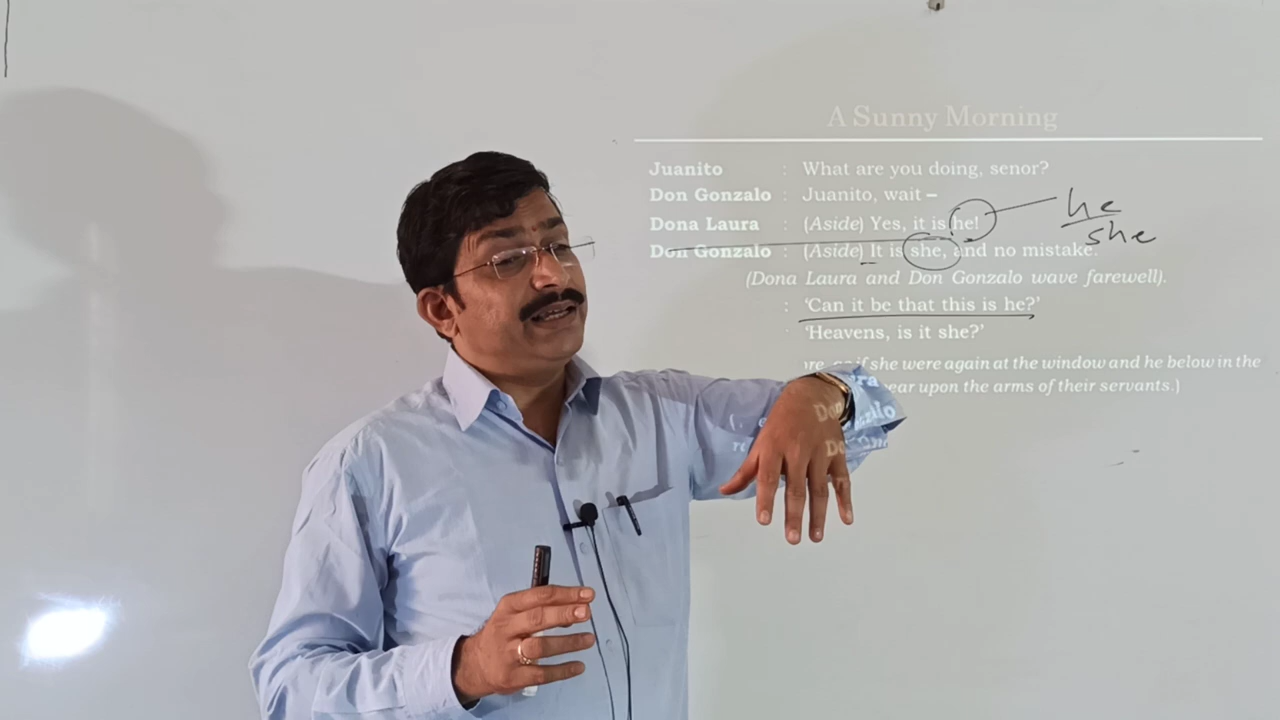 A Sunny Morning
Juanito : What are you doing, senor?
Don Gonzalo : Juanito, wait –
Dona Laura : (Aside) Yes, it is he!
he
she
Don Gonzalo : (Aside) It is she, and no mistake.
(Dona Laura and Don Gonzalo wave farewell).
: ‘Can it be that this is he?’
‘Heavens, is it she?’
if she were again at the window and he below in the
upon the arms of their servants.)